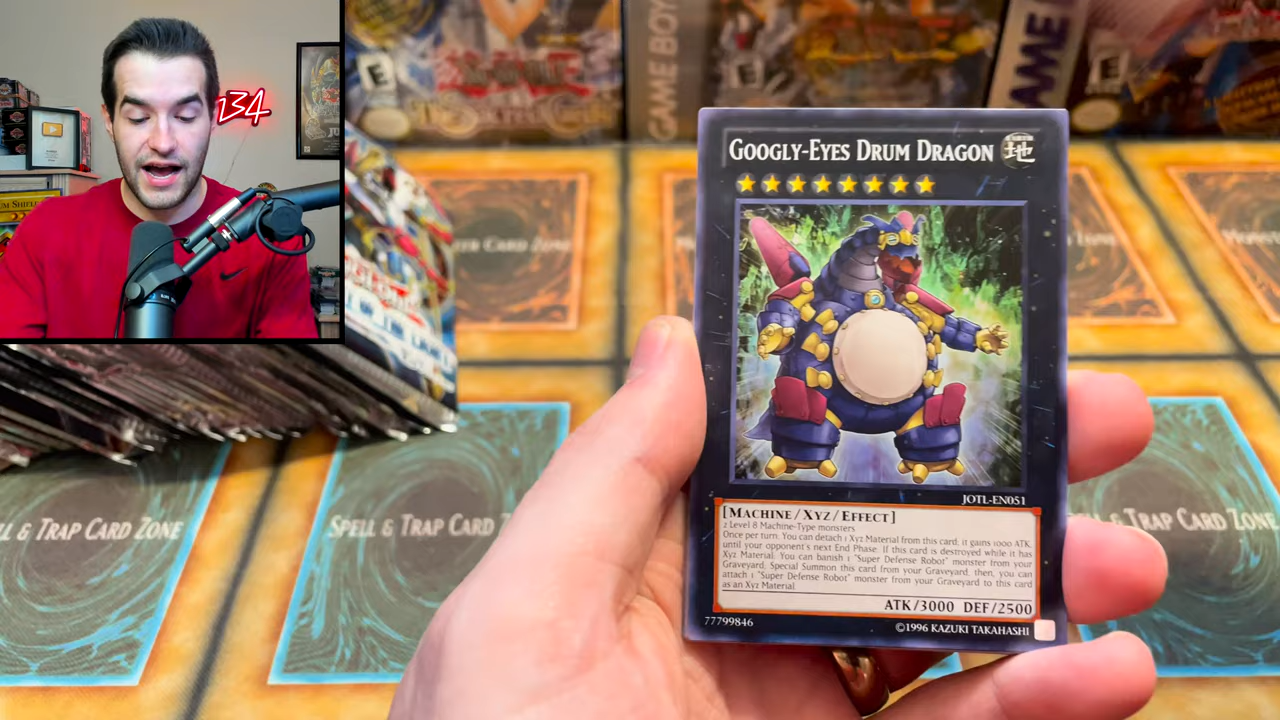 134
E
E
E
GAME BOY
GAME
GOOGLY-EYES DRUM DRAGON
地
JOTL-EN051
[MACHINE/XYZ/EFFECT]
2 Level 8 Machine-Type monsters
Once per turn: You can detach 1 Xyz Material from this card; it gains 1000 ATK
until your opponent's next End Phase. If this card is destroyed while it has
Xyz Material: You can banish 1 "Super Defense Robot" monster from your
Graveyard; Special Summon this card from your Graveyard, then, you can
attach 1 "Super Defense Robot" monster from your Graveyard to this card
as an Xyz Material.
ATK/3000 DEF/2500
77799846
©1996 KAZUKI TAKAHASHI
CARD ZONE
LL & TRAP CARD ZONE
SPELL & TRAP CARD Z
& TRAP CARD ZONE